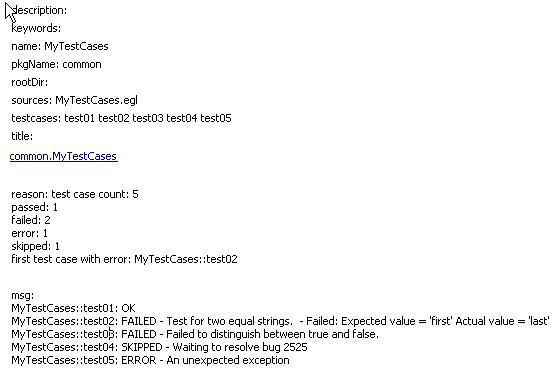 description:
keywords:
name: MyTestCases
pkgName: common
rootDir:
sources: MyTestCases.egl
testcases: test01 test02 test03 test04 test05
title:
common.MyTestCases
reason: test case count: 5
passed: 1
failed: 2
error: 1
skipped: 1
first test case with error: MyTestCases::test02
msg:
MyTestCases::test01: OK
MyTestCases::test02: FAILED - Test for two equal strings.  - Failed: Expected value = 'first' Actual value = 'last'
MyTestCases::test03: FAILED - Failed to distinguish between true and false.
MyTestCases::test04: SKIPPED - Waiting to resolve bug 2525
MyTestCases::test05: ERROR - An unexpected exception